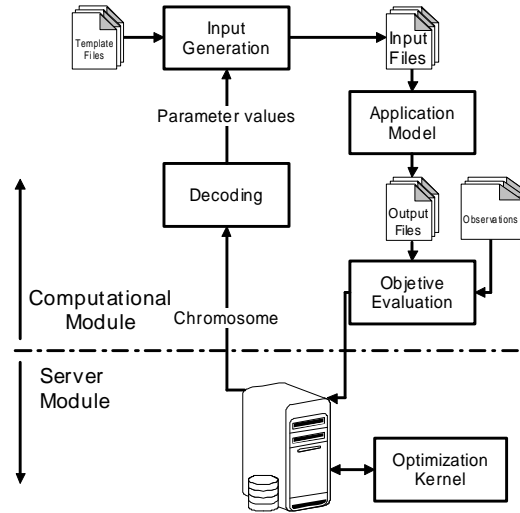 Template
Files
Input
Generation
Input
Files
Parameter values
Application
Model
Decoding
Output
Files
Observations
Objetive
Evaluation
Computational
Module
Chromosome
Server
Module
Optimization
Kernel